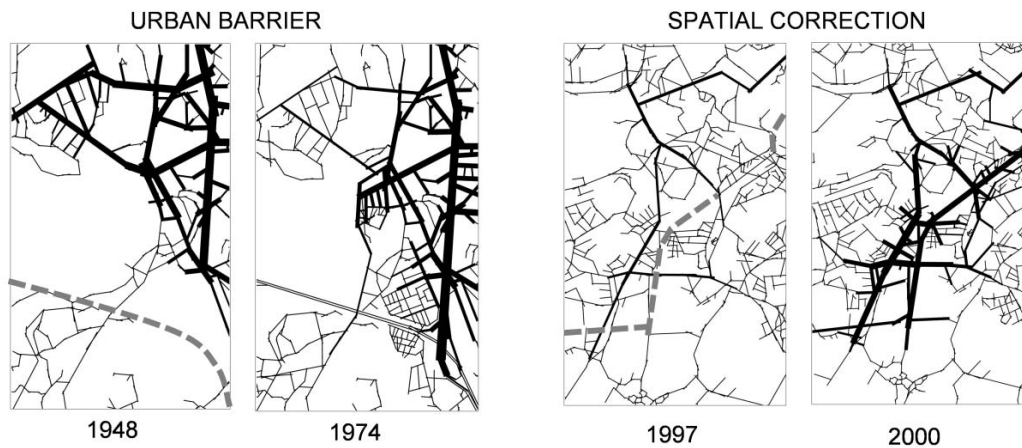 URBAN BARRIER
SPATIAL CORRECTION
1948
1974
1997
2000